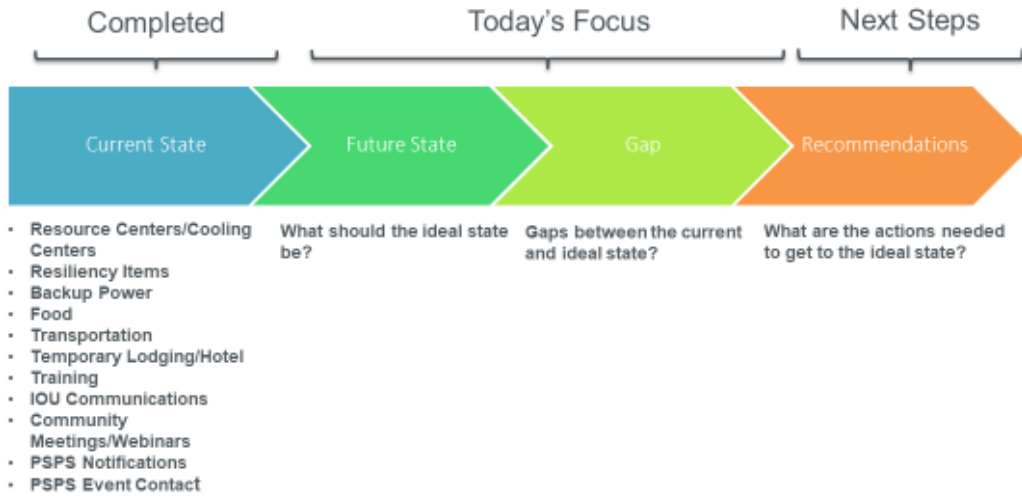 Completed
Today's Focus
Next Steps
Current State
Future State
Gap
Recommendations
• Resource Centers/Cooling
Centers
• Resiliency Items
• Backup Power
• Food
• Transportation
• Temporary Lodging/Hotel
• Training
• IOU Communications
• Community
Meetings/Webinars
• PSPS Notifications
• PSPS Event Contact
What should the ideal state
be?
Gaps between the current
and ideal state?
What are the actions needed
to get to the ideal state?